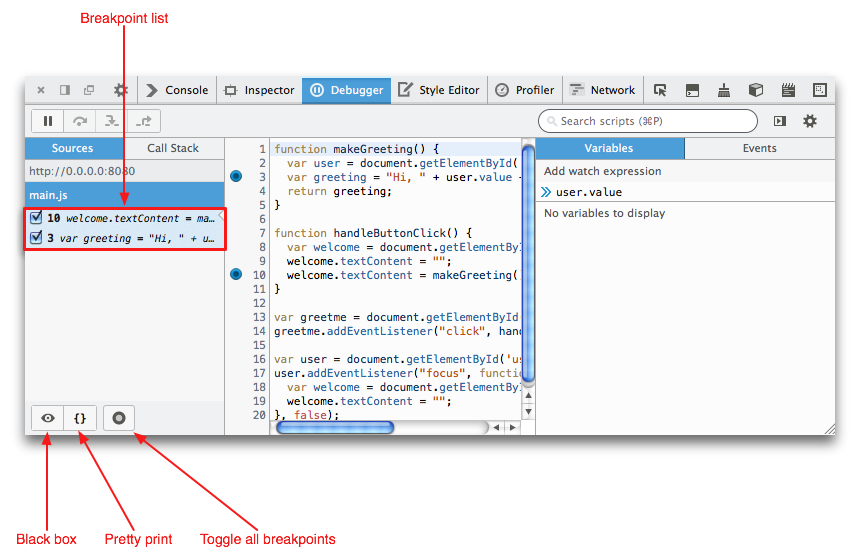 Breakpoint list
Console
Inspector
Debugger
Style Editor
Profiler
Network
Search scripts (⌘P)
Sources
Call Stack
Variables
Events
http://0.0.0.0:8080
main.js
10 welcome.textContent = ma…
3 var greeting = "Hi, " + u…
1 function makeGreeting() {
2 var user = document.getElementById(
3 var greeting = "Hi, " + user.value +
4 return greeting;
5 }
6
7 function handleButtonClick() {
8 var welcome = document.getElementBy
9 welcome.textContent = "";
10 welcome.textContent = makeGreeting(
11 }
12
13 var greetme = document.getElementById
14 greetme.addEventListener("click", hand
15
16 var user = document.getElementById('us
17 user.addEventListener("focus", function
18 var welcome = document.getElementBy
19 welcome.textContent = "";
20 }, false);
Add watch expression
user.value
No variables to display
{}
Black box
Pretty print
Toggle all breakpoints